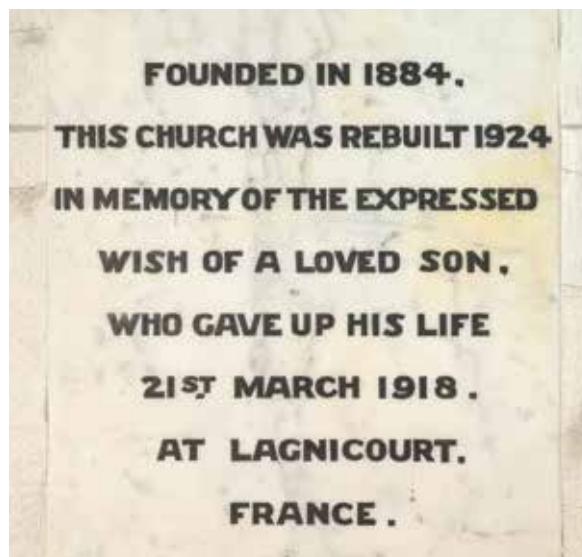 FOUNDED IN 1884.
THIS CHURCH WAS REBUILT 1924
IN MEMORY OF THE EXPRESSED
WISH OF A LOVED SON,
WHO GAVE UP HIS LIFE
21ST MARCH 1918.
AT LAGNICOURT.
FRANCE.